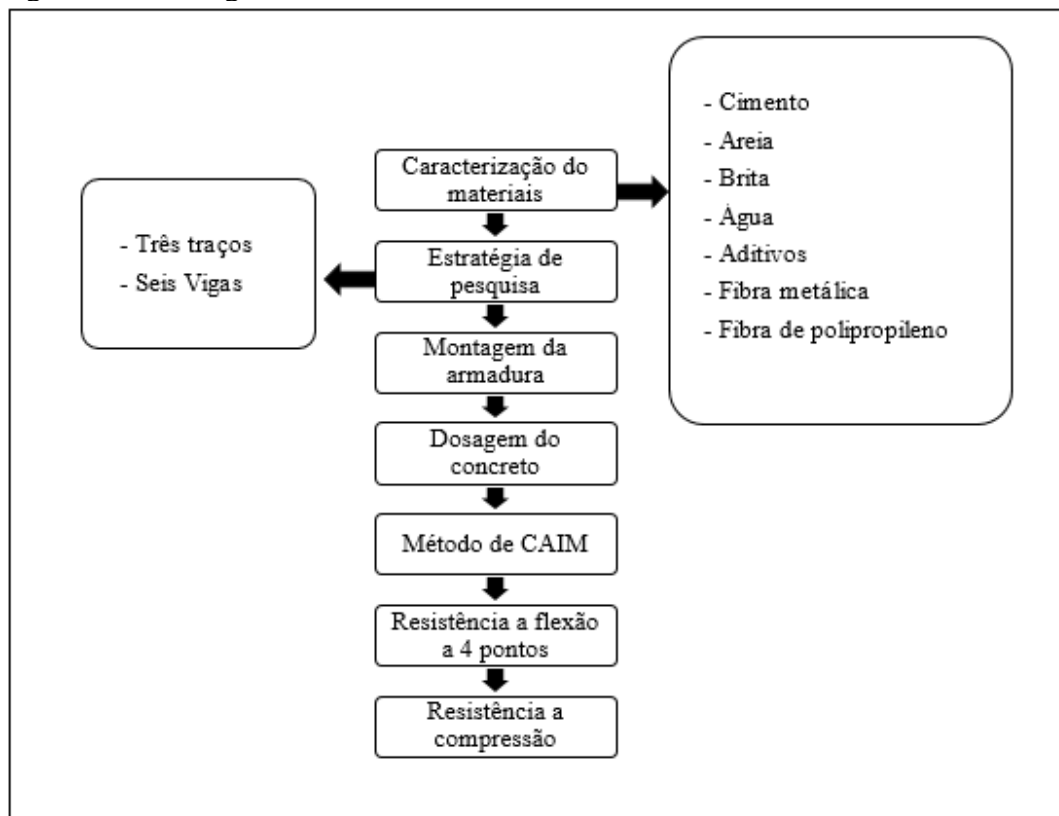 Caracterização do
materiais
- Cimento
- Areia
- Brita
- Água
- Aditivos
- Fibra metálica
- Fibra de polipropileno
Estratégia de
pesquisa
- Três traços
- Seis Vigas
Montagem da
armadura
Dosagem do
concreto
Método de CAIM
Resistência a flexão
a 4 pontos
Resistência a
compressão